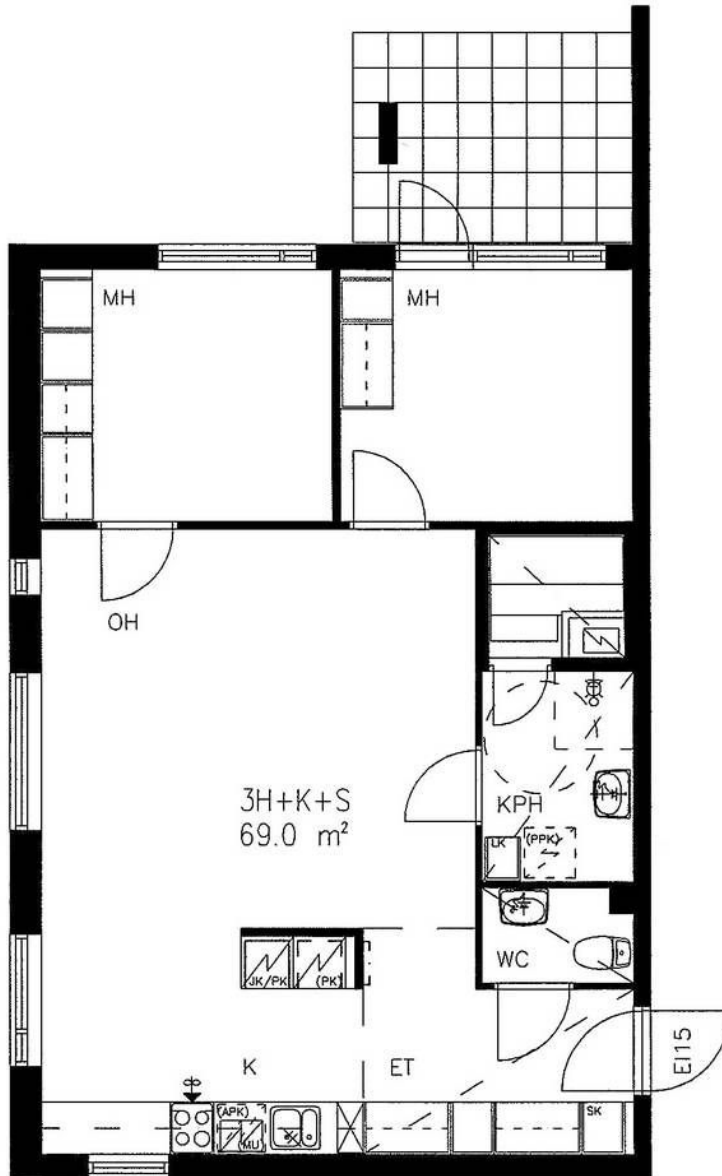 MH
MH
OH
3H+K+S
69.0 m²
KPH
LK
(PPK)
WC
JK/PK
(PK)
K
ET
EI15
(APK)
(MU)
SK